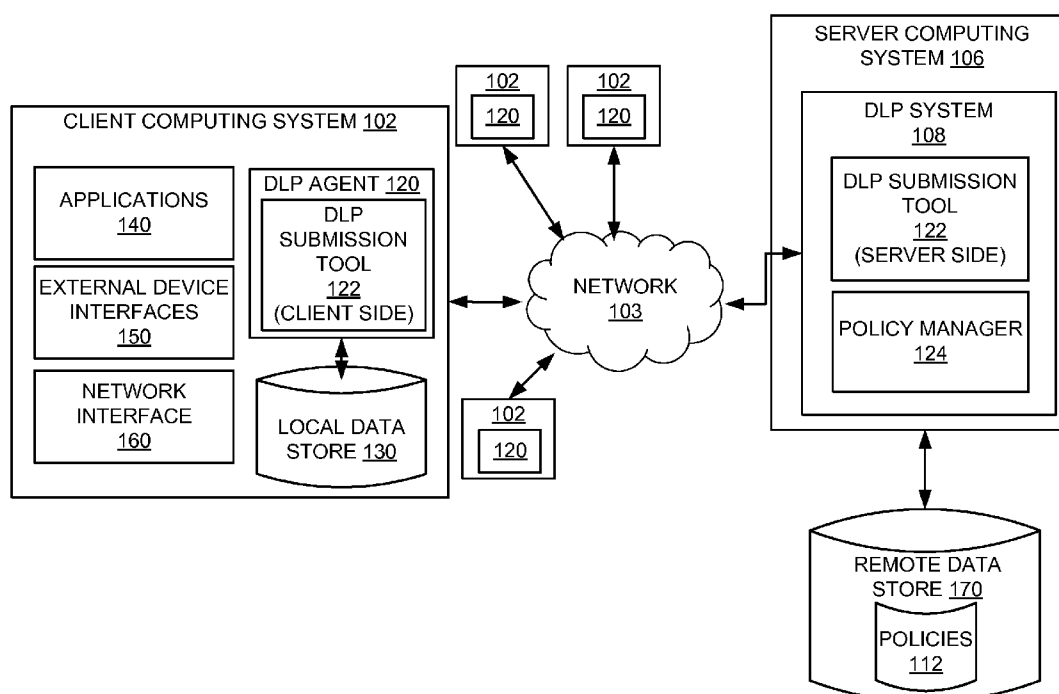 CLIENT COMPUTING SYSTEM 102
APPLICATIONS
140
EXTERNAL DEVICE
INTERFACES
150
NETWORK
INTERFACE
160
DLP AGENT 120
DLP
SUBMISSION
TOOL
122
(CLIENT SIDE)
LOCAL DATA
STORE 130
102
120
102
120
NETWORK
103
102
120
SERVER COMPUTING
SYSTEM 106
DLP SYSTEM
108
DLP SUBMISSION
TOOL
122
(SERVER SIDE)
POLICY MANAGER
124
REMOTE DATA
STORE 170
POLICIES
112